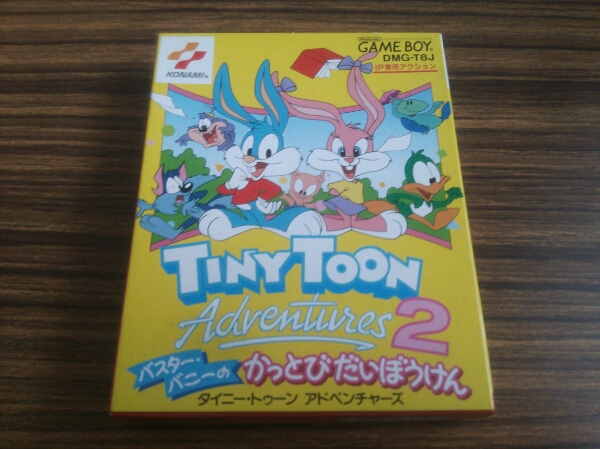 KONAMI®
Nintendo
GAME BOY®
DMG-T8J
1P専用アクション
TINY TOON
Adventures 2
バスター・
バニーの
かっとびだいぼうけん
タイニー・トゥーン アドベンチャーズ